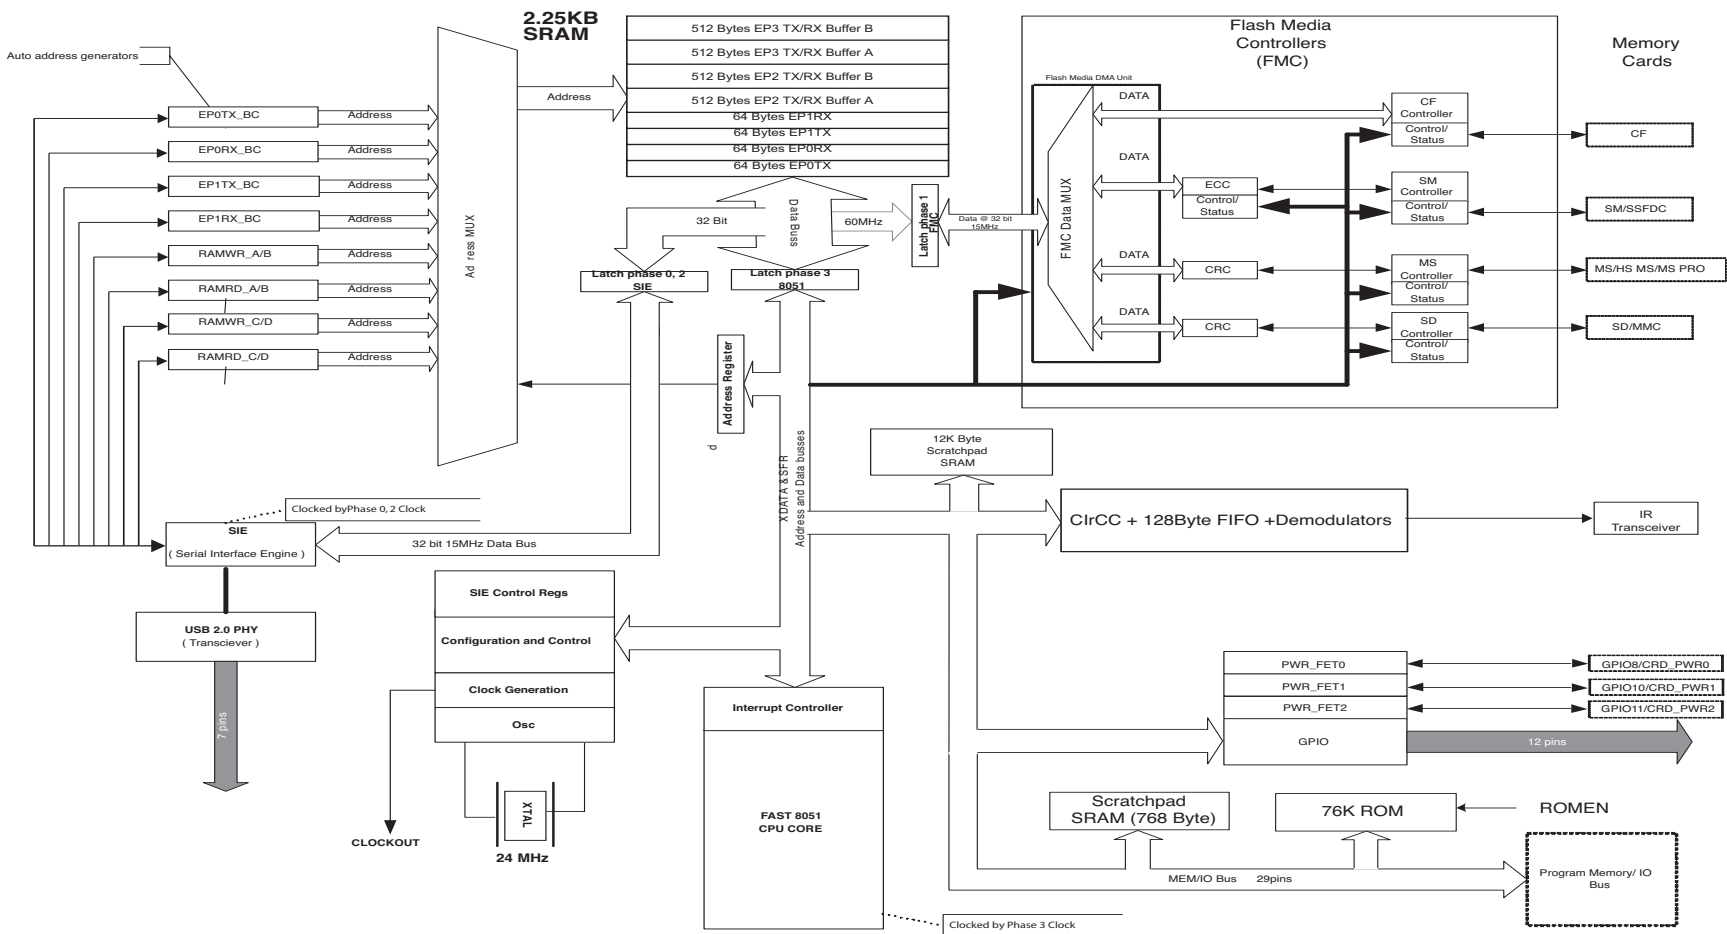 2.25KB
SRAM
Auto address generators
512 Bytes EP3 TX/RX Buffer B
512 Bytes EP3 TX/RX Buffer A
512 Bytes EP2 TX/RX Buffer B
512 Bytes EP2 TX/RX Buffer A
64 Bytes EP1RX
64 Bytes EP1TX
64 Bytes EP0RX
64 Bytes EP0TX
Address
EP0TX_BC
Address
EP0RX_BC
Address
EP1TX_BC
Address
EP1RX_BC
Address
RAMWR_A/B
Address
RAMRD_A/B
Address
RAMWR_C/D
Address
RAMRD_C/D
Address
Ad ress MUX
32 Bit
Data Buss
60MHz
Latch phase 1
FMC
Data @ 32 bit
15MHz
Latch phase 0, 2
SIE
Latch phase 3
8051
Address Register
d
Flash Media
Controllers
(FMC)
Memory
Cards
Flash Media DMA Unit
FMC Data MUX
DATA
DATA
DATA
DATA
CF
Controller
Control/
Status
CF
ECC
Control/
Status
SM
Controller
Control/
Status
SM/SSFDC
CRC
MS
Controller
Control/
Status
MS/HS MS/MS PRO
CRC
SD
Controller
Control/
Status
SD/MMC
XDATA & SFR
Address and Data busses
12K Byte
Scratchpad
SRAM
CIrCC + 128Byte FIFO +Demodulators
IR
Transceiver
Clocked byPhase 0, 2 Clock
SIE
( Serial Interface Engine )
32 bit 15MHz Data Bus
USB 2.0 PHY
( Transciever )
7 pins
SIE Control Regs
Configuration and Control
Clock Generation
Osc
XTAL
24 MHz
CLOCKOUT
Interrupt Controller
FAST 8051
CPU CORE
Clocked by Phase 3 Clock
PWR_FET0
PWR_FET1
PWR_FET2
GPIO
GPIO8/CRD_PWR0
GPIO10/CRD_PWR1
GPIO11/CRD_PWR2
12 pins
Scratchpad
SRAM (768 Byte)
76K ROM
ROMEN
MEM/IO Bus 29pins
Program Memory/ IO
Bus